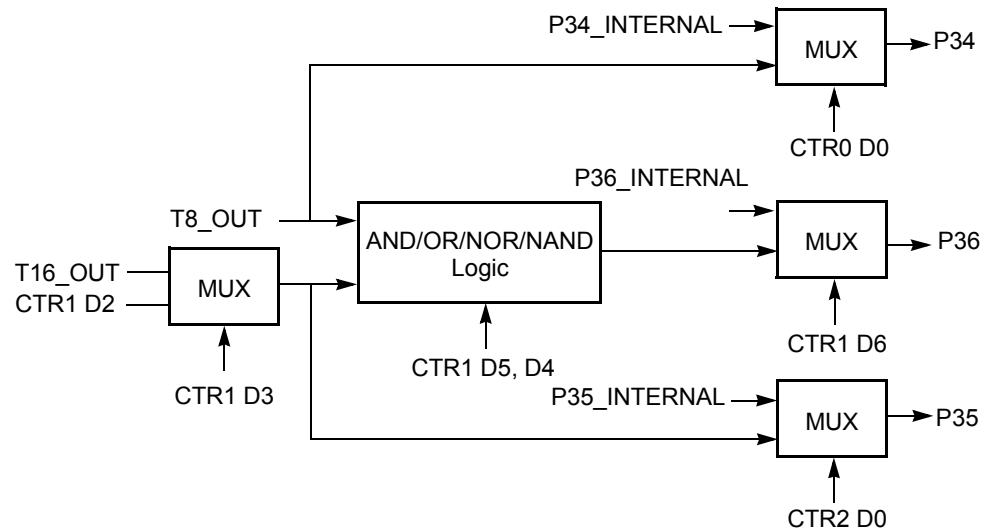 P34_INTERNAL
MUX
P34
CTR0 D0
P36_INTERNAL
T8_OUT
AND/OR/NOR/NAND
Logic
MUX
P36
T16_OUT
CTR1 D2
MUX
CTR1 D6
CTR1 D5, D4
CTR1 D3
P35_INTERNAL
MUX
P35
CTR2 D0